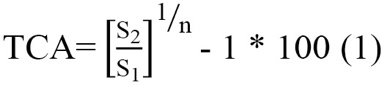 TCA= [S₂/S₁]^1/n - 1 * 100 (1)